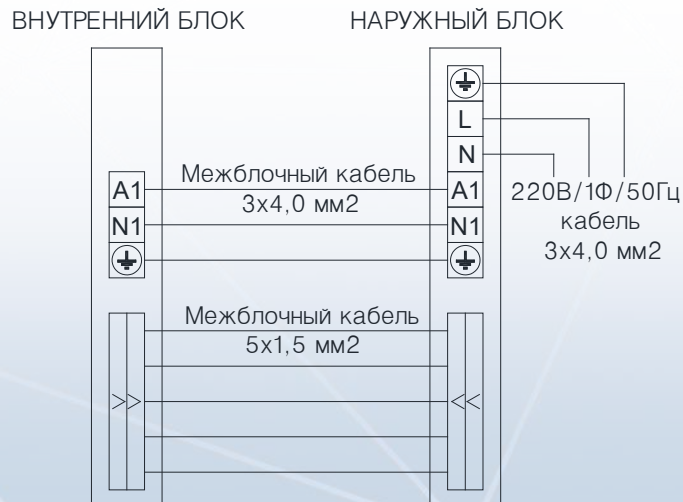 ВНУТРЕННИЙ БЛОК
НАРУЖНЫЙ БЛОК
L
N
A1
N1
Межблочный кабель
3х4,0 мм2
A1
N1
220В/1Ф/50Гц
кабель
3х4,0 мм2
Межблочный кабель
5х1,5 мм2
>>
<<